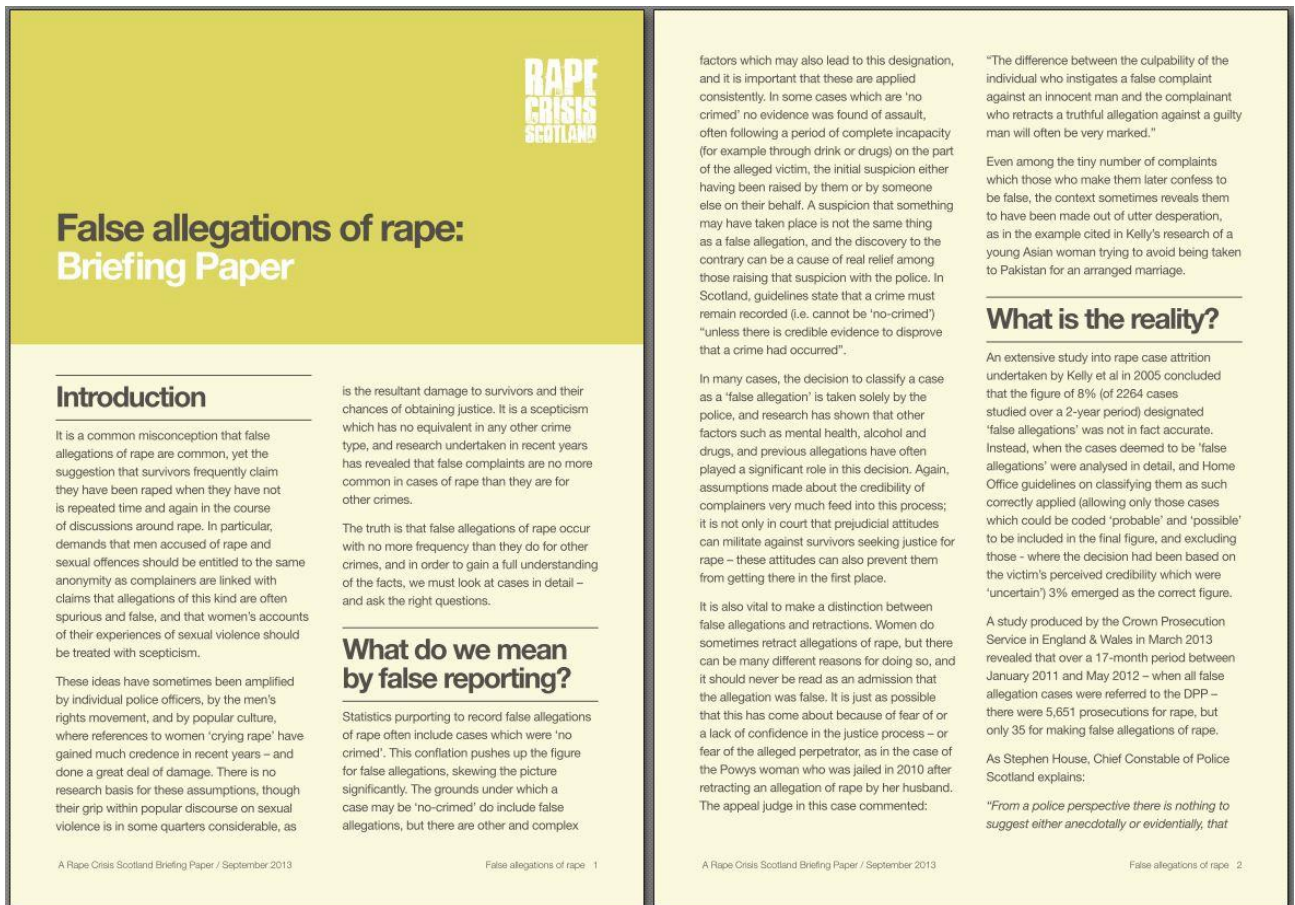 RAPE
CRISIS
SCOTLAND
False allegations of rape:
Briefing Paper
Introduction
It is a common misconception that false
allegations of rape are common, yet the
suggestion that survivors frequently claim
they have been raped when they have not
is repeated time and again in the course
of discussions around rape. In particular,
demands that men accused of rape and
sexual offences should be entitled to the same
anonymity as complainers are linked with
claims that allegations of this kind are often
spurious and false, and that women's accounts
of their experiences of sexual violence should
be treated with scepticism.
These ideas have sometimes been amplified
by individual police officers, by the men's
rights movement, and by popular culture,
where references to women 'crying rape' have
gained much credence in recent years – and
done a great deal of damage. There is no
research basis for these assumptions, though
their grip within popular discourse on sexual
violence is in some quarters considerable, as
is the resultant damage to survivors and their
chances of obtaining justice. It is a scepticism
which has no equivalent in any other crime
type, and research undertaken in recent years
has revealed that false complaints are no more
common in cases of rape than they are for
other crimes.
The truth is that false allegations of rape occur
with no more frequency than they do for other
crimes, and in order to gain a full understanding
of the facts, we must look at cases in detail –
and ask the right questions.
What do we mean
by false reporting?
Statistics purporting to record false allegations
of rape often include cases which were 'no
crimed'. This conflation pushes up the figure
for false allegations, skewing the picture
significantly. The grounds under which a
case may be 'no-crimed' do include false
allegations, but there are other and complex
A Rape Crisis Scotland Briefing Paper / September 2013
False allegations of rape 1
factors which may also lead to this designation,
and it is important that these are applied
consistently. In some cases which are 'no
crimed' no evidence was found of assault,
often following a period of complete incapacity
(for example through drink or drugs) on the part
of the alleged victim, the initial suspicion either
having been raised by them or by someone
else on their behalf. A suspicion that something
may have taken place is not the same thing
as a false allegation, and the discovery to the
contrary can be a cause of real relief among
those raising that suspicion with the police. In
Scotland, guidelines state that a crime must
remain recorded (i.e. cannot be 'no-crimed')
"unless there is credible evidence to disprove
that a crime had occurred".
In many cases, the decision to classify a case
as a 'false allegation' is taken solely by the
police, and research has shown that other
factors such as mental health, alcohol and
drugs, and previous allegations have often
played a significant role in this decision. Again,
assumptions made about the credibility of
complainers very much feed into this process;
it is not only in court that prejudicial attitudes
can militate against survivors seeking justice for
rape – these attitudes can also prevent them
from getting there in the first place.
It is also vital to make a distinction between
false allegations and retractions. Women do
sometimes retract allegations of rape, but there
can be many different reasons for doing so, and
it should never be read as an admission that
the allegation was false. It is just as possible
that this has come about because of fear of or
a lack of confidence in the justice process – or
fear of the alleged perpetrator, as in the case of
the Powys woman who was jailed in 2010 after
retracting an allegation of rape by her husband.
The appeal judge in this case commented:
"The difference between the culpability of the
individual who instigates a false complaint
against an innocent man and the complainant
who retracts a truthful allegation against a guilty
man will often be very marked."
Even among the tiny number of complaints
which those who make them later confess to
be false, the context sometimes reveals them
to have been made out of utter desperation,
as in the example cited in Kelly's research of a
young Asian woman trying to avoid being taken
to Pakistan for an arranged marriage.
What is the reality?
An extensive study into rape case attrition
undertaken by Kelly et al in 2005 concluded
that the figure of 8% (of 2264 cases
studied over a 2-year period) designated
'false allegations' was not in fact accurate.
Instead, when the cases deemed to be 'false
allegations' were analysed in detail, and Home
Office guidelines on classifying them as such
correctly applied (allowing only those cases
which could be coded 'probable' and 'possible'
to be included in the final figure, and excluding
those - where the decision had been based on
the victim's perceived credibility which were
'uncertain') 3% emerged as the correct figure.
A study produced by the Crown Prosecution
Service in England & Wales in March 2013
revealed that over a 17-month period between
January 2011 and May 2012 – when all false
allegation cases were referred to the DPP –
there were 5,651 prosecutions for rape, but
only 35 for making false allegations of rape.
As Stephen House, Chief Constable of Police
Scotland explains:
"From a police perspective there is nothing to
suggest either anecdotally or evidentially, that
A Rape Crisis Scotland Briefing Paper / September 2013
False allegations of rape 2